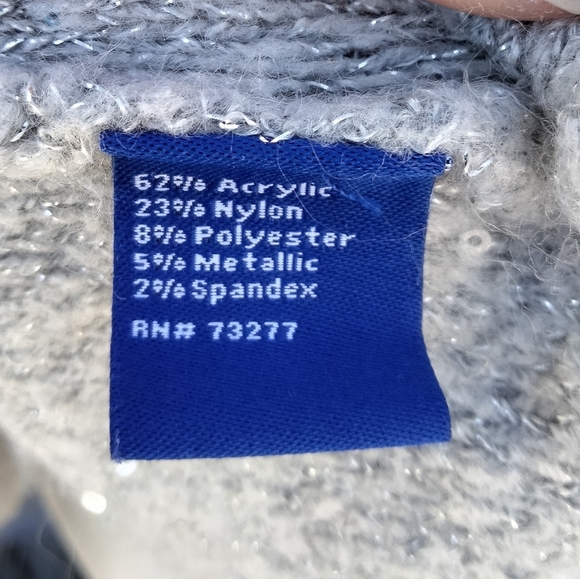 62% Acrylic
23% Nylon
8% Polyester
5% Metallic
2% Spandex
RN# 73277